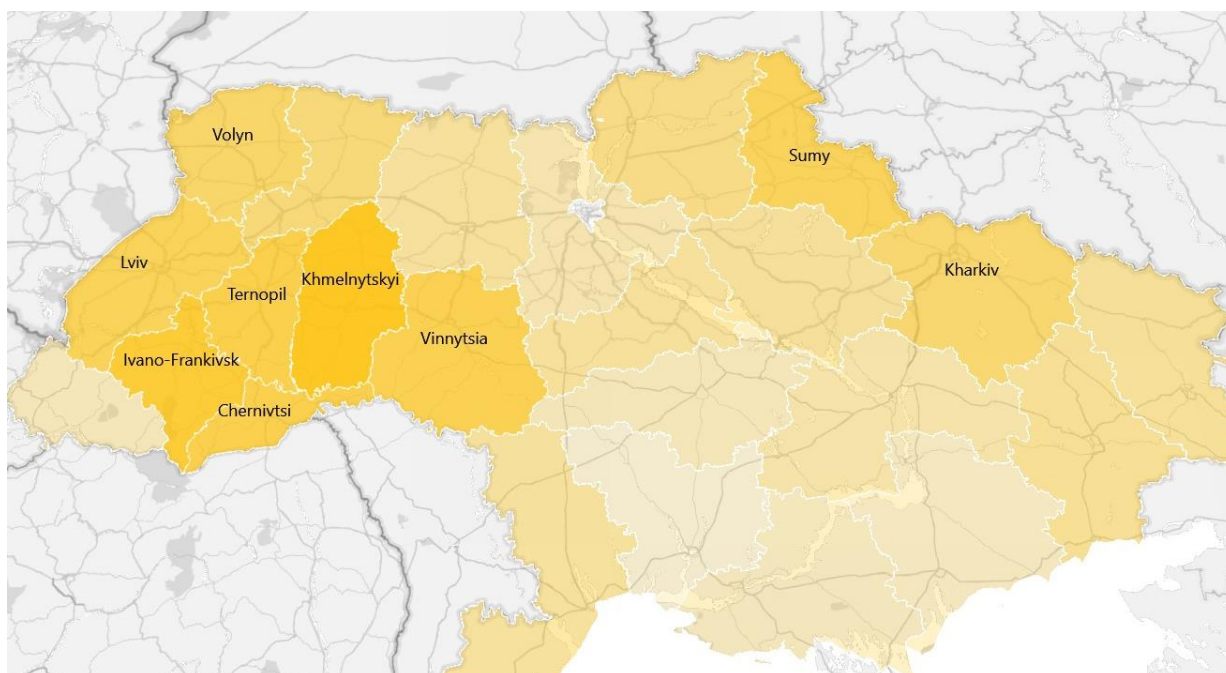 Volyn
Sumy
Lviv
Kharkiv
Khmelnytskyi
Ternopil
Vinnytsia
Ivano-Frankivsk
Chernivtsi